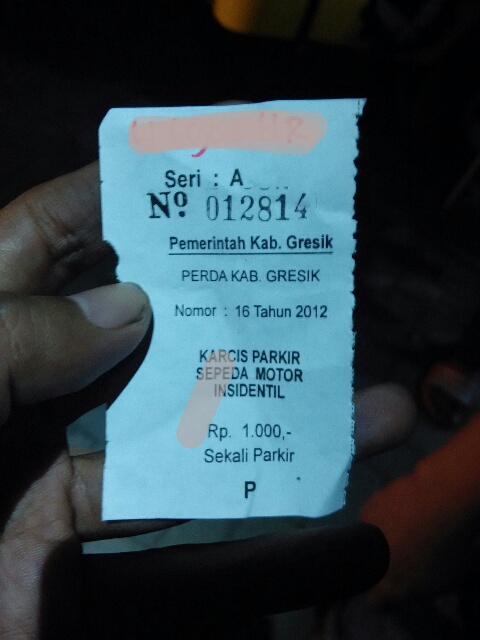 Seri : A
Nº 012814
Pemerintah Kab. Gresik
PERDA KAB. GRESIK
Nomor : 16 Tahun 2012
KARCIS PARKIR
SEPEDA MOTOR
INSIDENTIL
Rp. 1.000,-
Sekali Parkir
P